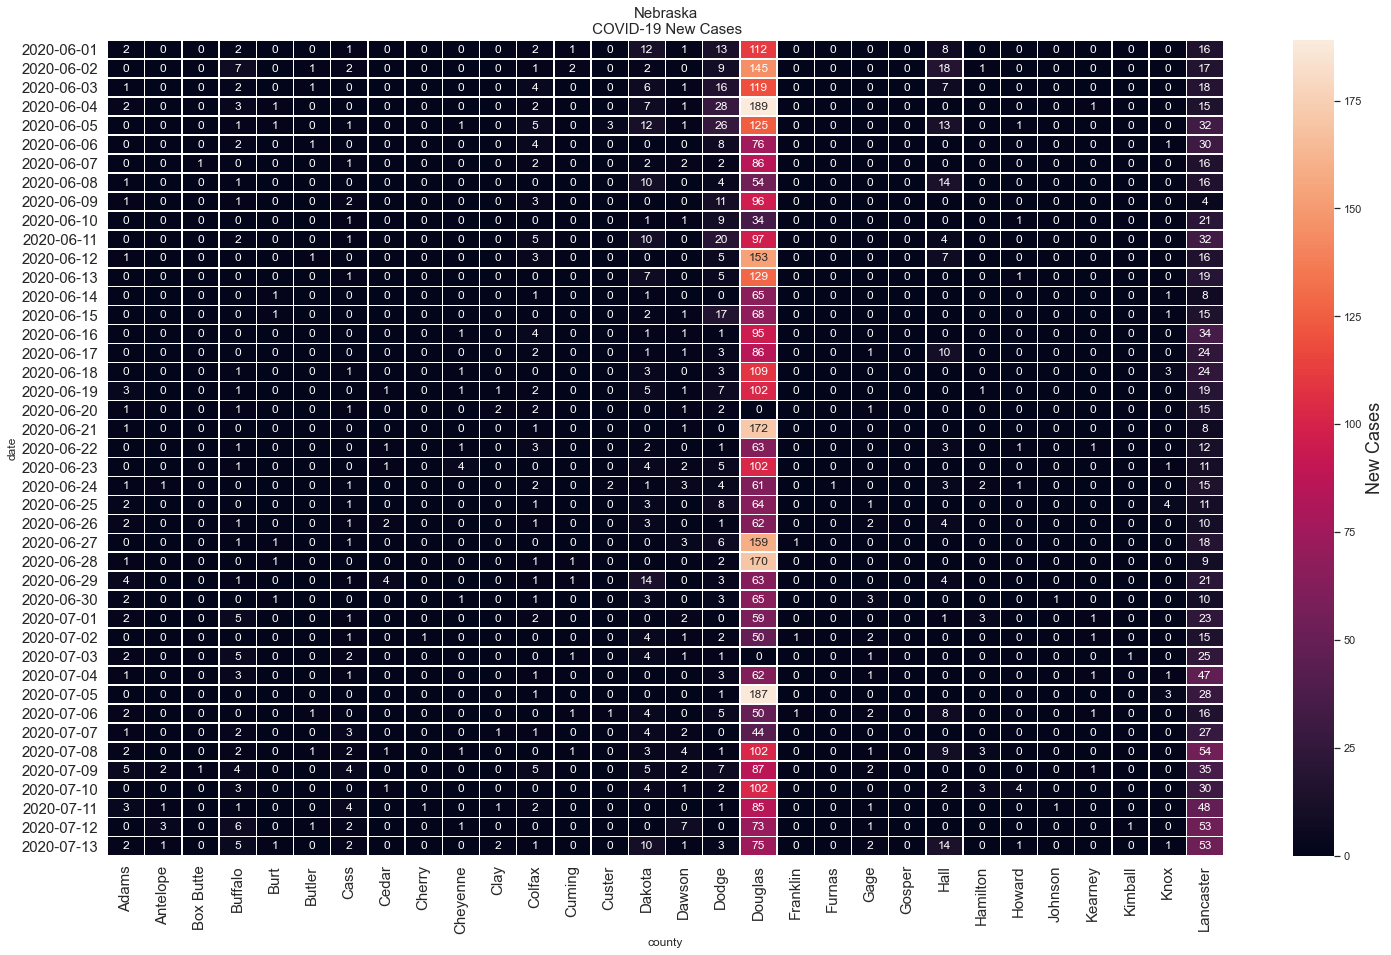 Nebraska
COVID-19 New Cases
2020-06-01 2 0 0 2 0 0 1 0 0 0 0 2 1 0 12 1 13 112 0 0 0 0 8 0 0 0 0 0 0 16
2020-06-02 0 0 0 7 0 1 2 0 0 0 0 1 2 0 2 0 9 145 0 0 0 0 18 1 0 0 0 0 0 17
2020-06-03 1 0 0 2 0 1 0 0 0 0 0 4 0 0 6 1 16 119 0 0 0 0 7 0 0 0 0 0 0 18
2020-06-04 2 0 0 3 1 0 0 0 0 0 0 2 0 0 7 1 28 189 0 0 0 0 0 0 0 0 1 0 0 15
2020-06-05 0 0 0 1 1 0 1 0 0 1 0 5 0 3 12 1 26 125 0 0 0 0 13 0 1 0 0 0 0 32
2020-06-06 0 0 0 2 0 1 0 0 0 0 0 4 0 0 0 0 8 76 0 0 0 0 0 0 0 0 0 0 1 30
2020-06-07 0 0 1 0 0 0 1 0 0 0 0 2 0 0 2 2 2 86 0 0 0 0 0 0 0 0 0 0 0 16
2020-06-08 1 0 0 1 0 0 0 0 0 0 0 0 0 0 10 0 4 54 0 0 0 0 14 0 0 0 0 0 0 16
2020-06-09 1 0 0 1 0 0 2 0 0 0 0 3 0 0 0 0 11 96 0 0 0 0 0 0 0 0 0 0 0 4
2020-06-10 0 0 0 0 0 0 1 0 0 0 0 0 0 0 1 1 9 34 0 0 0 0 0 0 1 0 0 0 0 21
2020-06-11 0 0 0 2 0 0 1 0 0 0 0 5 0 0 10 0 20 97 0 0 0 0 4 0 0 0 0 0 0 32
2020-06-12 1 0 0 0 0 1 0 0 0 0 0 3 0 0 0 0 5 153 0 0 0 0 7 0 0 0 0 0 0 16
2020-06-13 0 0 0 0 0 0 1 0 0 0 0 0 0 0 7 0 5 129 0 0 0 0 0 0 1 0 0 0 0 19
2020-06-14 0 0 0 0 1 0 0 0 0 0 0 1 0 0 1 0 0 65 0 0 0 0 0 0 0 0 0 0 1 8
2020-06-15 0 0 0 0 1 0 0 0 0 0 0 0 0 0 2 1 17 68 0 0 0 0 0 0 0 0 0 0 1 15
2020-06-16 0 0 0 0 0 0 0 0 0 1 0 4 0 0 1 1 1 95 0 0 0 0 0 0 0 0 0 0 0 34
2020-06-17 0 0 0 0 0 0 0 0 0 0 0 2 0 0 1 1 3 86 0 0 1 0 10 0 0 0 0 0 0 24
2020-06-18 0 0 0 1 0 0 1 0 0 1 0 0 0 0 3 0 3 109 0 0 0 0 0 0 0 0 0 0 3 24
2020-06-19 3 0 0 1 0 0 0 1 0 1 1 2 0 0 5 1 7 102 0 0 0 0 0 1 0 0 0 0 0 19
2020-06-20 1 0 0 1 0 0 1 0 0 0 2 2 0 0 0 1 2 0 0 0 1 0 0 0 0 0 0 0 0 15
2020-06-21 1 0 0 0 0 0 0 0 0 0 0 1 0 0 0 1 0 172 0 0 0 0 0 0 0 0 0 0 0 8
2020-06-22 0 0 0 1 0 0 0 1 0 1 0 3 0 0 2 0 1 63 0 0 0 0 3 0 1 0 1 0 0 12
2020-06-23 0 0 0 1 0 0 0 1 0 4 0 0 0 0 4 2 5 102 0 0 0 0 0 0 0 0 0 0 1 11
2020-06-24 1 1 0 0 0 0 1 0 0 0 0 2 0 2 1 3 4 61 0 1 0 0 3 2 1 0 0 0 0 15
2020-06-25 2 0 0 0 0 0 1 0 0 0 0 1 0 0 3 0 8 64 0 0 1 0 0 0 0 0 0 0 4 11
2020-06-26 2 0 0 1 0 0 1 2 0 0 0 1 0 0 3 0 1 62 0 0 2 0 4 0 0 0 0 0 0 10
2020-06-27 0 0 0 1 1 0 1 0 0 0 0 0 0 0 0 3 6 159 1 0 0 0 0 0 0 0 0 0 0 18
2020-06-28 1 0 0 0 1 0 0 0 0 0 0 1 1 0 0 0 2 170 0 0 0 0 0 0 0 0 0 0 0 9
2020-06-29 4 0 0 1 0 0 1 4 0 0 0 1 1 0 14 0 3 63 0 0 0 0 4 0 0 0 0 0 0 21
2020-06-30 2 0 0 0 1 0 0 0 0 1 0 1 0 0 3 0 3 65 0 0 3 0 0 0 0 1 0 0 0 10
2020-07-01 2 0 0 5 0 0 1 0 0 0 0 2 0 0 0 2 0 59 0 0 0 0 1 3 0 0 1 0 0 23
2020-07-02 0 0 0 0 0 0 1 0 1 0 0 0 0 0 4 1 2 50 1 0 2 0 0 0 0 0 1 0 0 15
2020-07-03 2 0 0 5 0 0 2 0 0 0 0 0 1 0 4 1 1 0 0 0 1 0 0 0 0 0 0 1 0 25
2020-07-04 1 0 0 3 0 0 1 0 0 0 0 1 0 0 0 0 3 62 0 0 1 0 0 0 0 0 1 0 1 47
2020-07-05 0 0 0 0 0 0 0 0 0 0 0 1 0 0 0 0 1 187 0 0 0 0 0 0 0 0 0 0 3 28
2020-07-06 2 0 0 0 0 1 0 0 0 0 0 0 1 1 4 0 5 50 1 0 2 0 8 0 0 0 1 0 0 16
2020-07-07 1 0 0 2 0 0 3 0 0 0 1 1 0 0 4 2 0 44 0 0 0 0 0 0 0 0 0 0 0 27
2020-07-08 2 0 0 2 0 1 2 1 0 1 0 0 1 0 3 4 1 102 0 0 1 0 9 3 0 0 0 0 0 54
2020-07-09 5 2 1 4 0 0 4 0 0 0 0 5 0 0 5 2 7 87 0 0 2 0 0 0 0 0 1 0 0 35
2020-07-10 0 0 0 3 0 0 0 1 0 0 0 0 0 0 4 1 2 102 0 0 0 0 2 3 4 0 0 0 0 30
2020-07-11 3 1 0 1 0 0 4 0 1 0 1 2 0 0 0 0 1 85 0 0 1 0 0 0 0 1 0 0 0 48
2020-07-12 0 3 0 6 0 1 2 0 0 1 0 0 0 0 0 7 0 73 0 0 1 0 0 0 0 0 0 1 0 53
2020-07-13 2 1 0 5 1 0 2 0 0 0 2 1 0 0 10 1 3 75 0 0 2 0 14 0 1 0 0 0 1 53
Adams Antelope Box Butte Buffalo Burt Butler Cass Cedar Cherry Cheyenne Clay Colfax Cuming Custer Dakota Dawson Dodge Douglas Franklin Furnas Gage Gosper Hall Hamilton Howard Johnson Kearney Kimball Knox Lancaster
county
date
175
150
125
100
75
50
25
0
New Cases